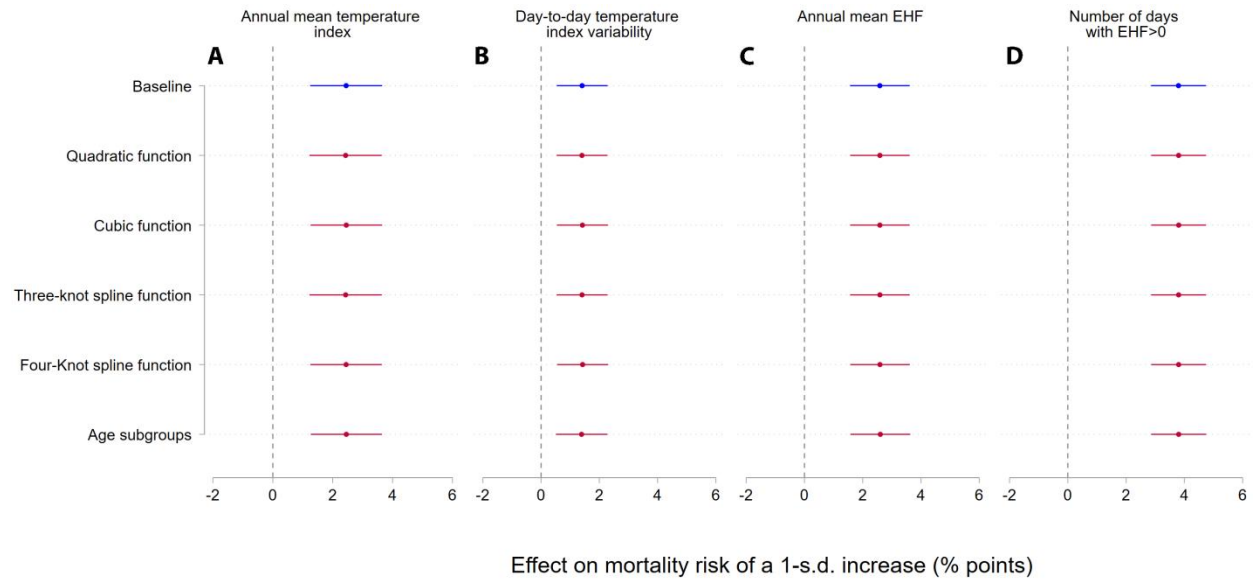 Annual mean temperature
index
Day-to-day temperature
index variability
Annual mean EHF
Number of days
with EHF>0
A
B
C
D
Baseline
Quadratic function
Cubic function
Three-knot spline function
Four-Knot spline function
Age subgroups
-2 0 2 4 6
-2 0 2 4 6
-2 0 2 4 6
-2 0 2 4 6
Effect on mortality risk of a 1-s.d. increase (% points)